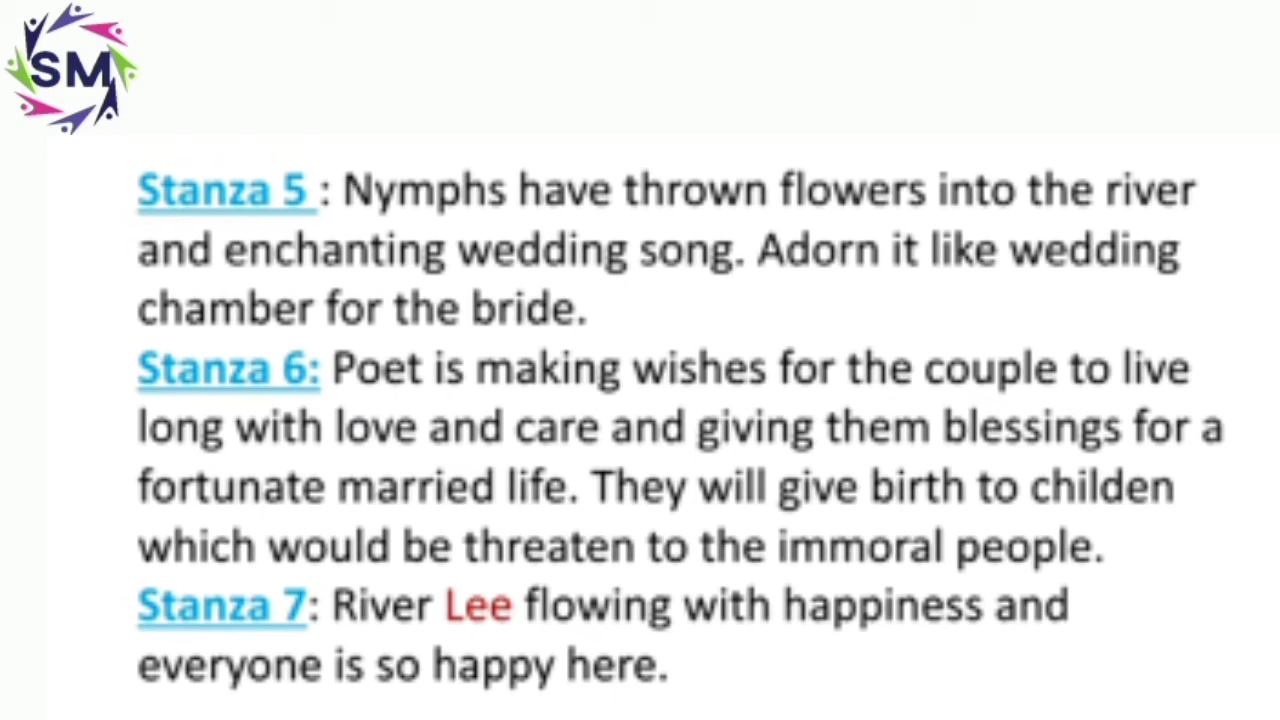 SM
Stanza 5 : Nymphs have thrown flowers into the river
and enchanting wedding song. Adorn it like wedding
chamber for the bride.
Stanza 6: Poet is making wishes for the couple to live
long with love and care and giving them blessings for a
fortunate married life. They will give birth to childen
which would be threaten to the immoral people.
Stanza 7: River Lee flowing with happiness and
everyone is so happy here.